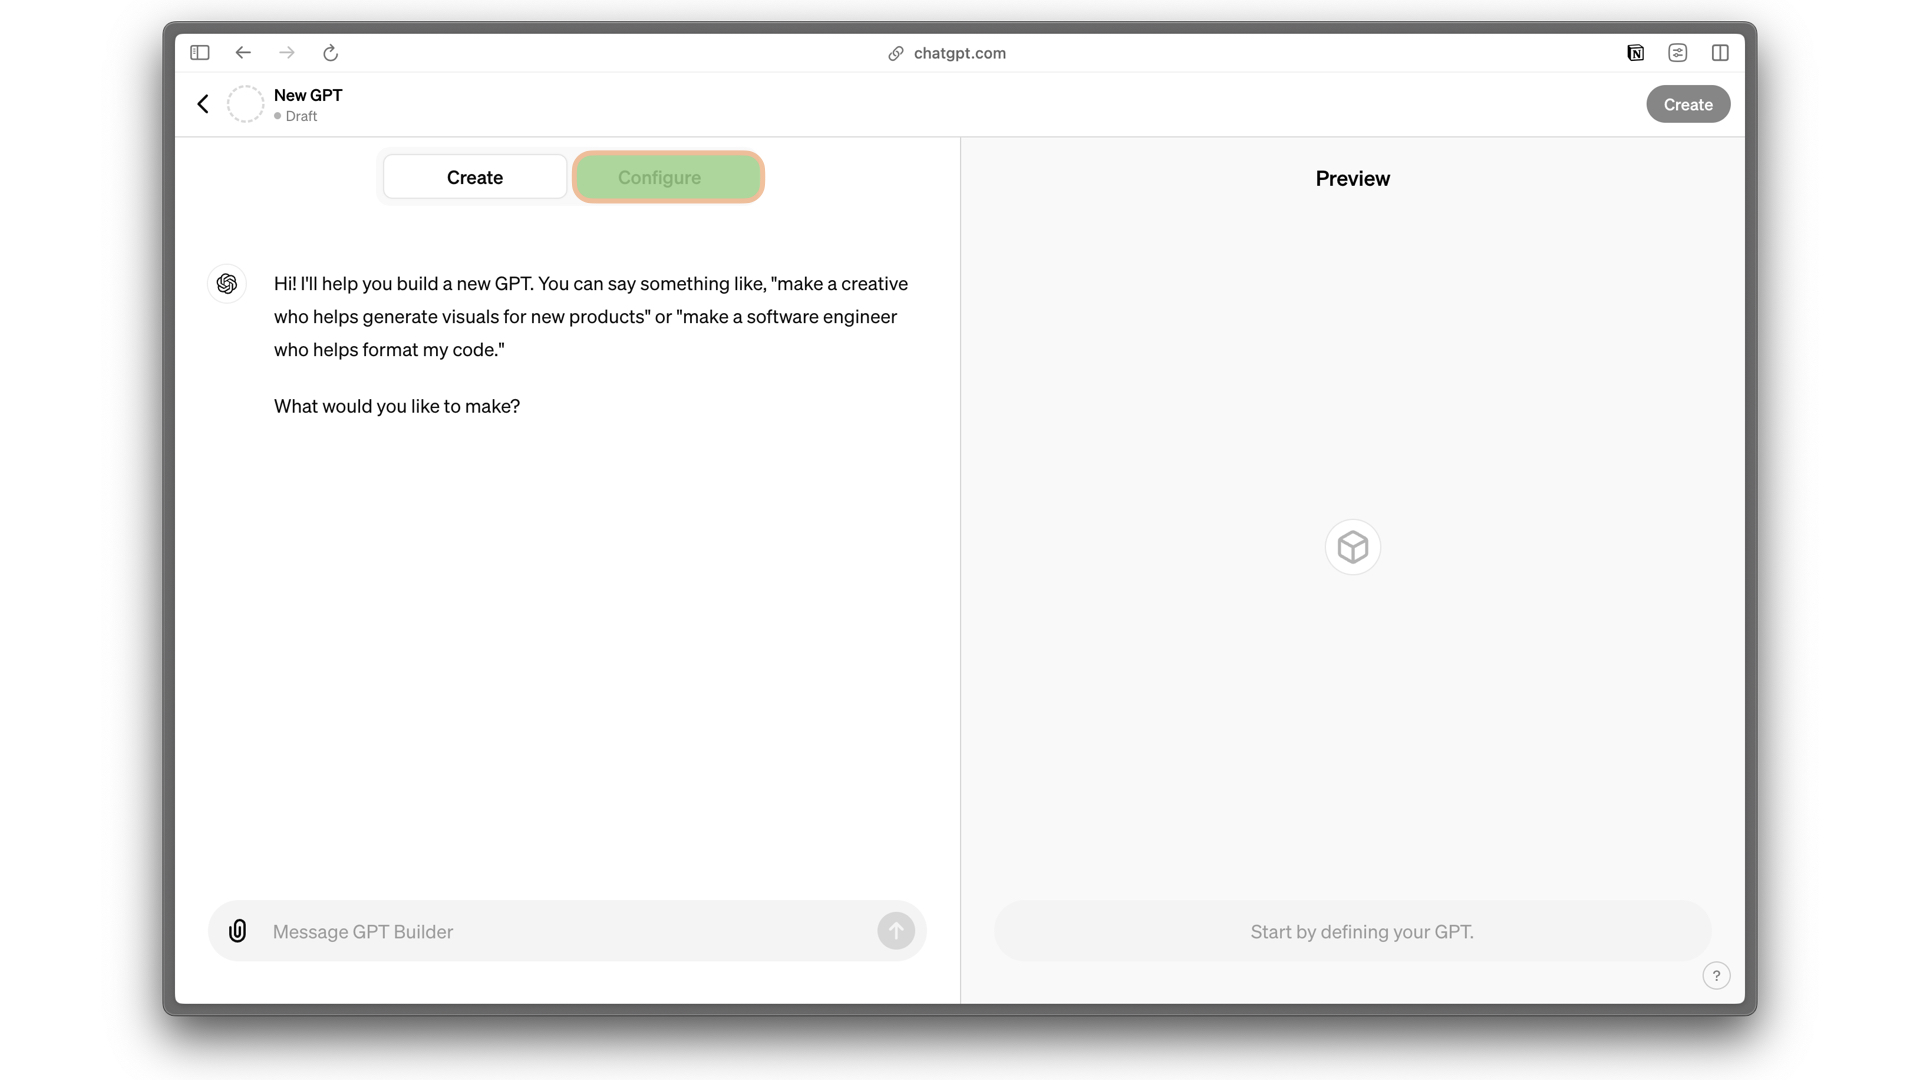 chatgpt.com
New GPT
Draft
Create
Create
Configure
Preview
Hi! I'll help you build a new GPT. You can say something like, "make a creative
who helps generate visuals for new products" or "make a software engineer
who helps format my code."
What would you like to make?
Message GPT Builder
Start by defining your GPT.
?